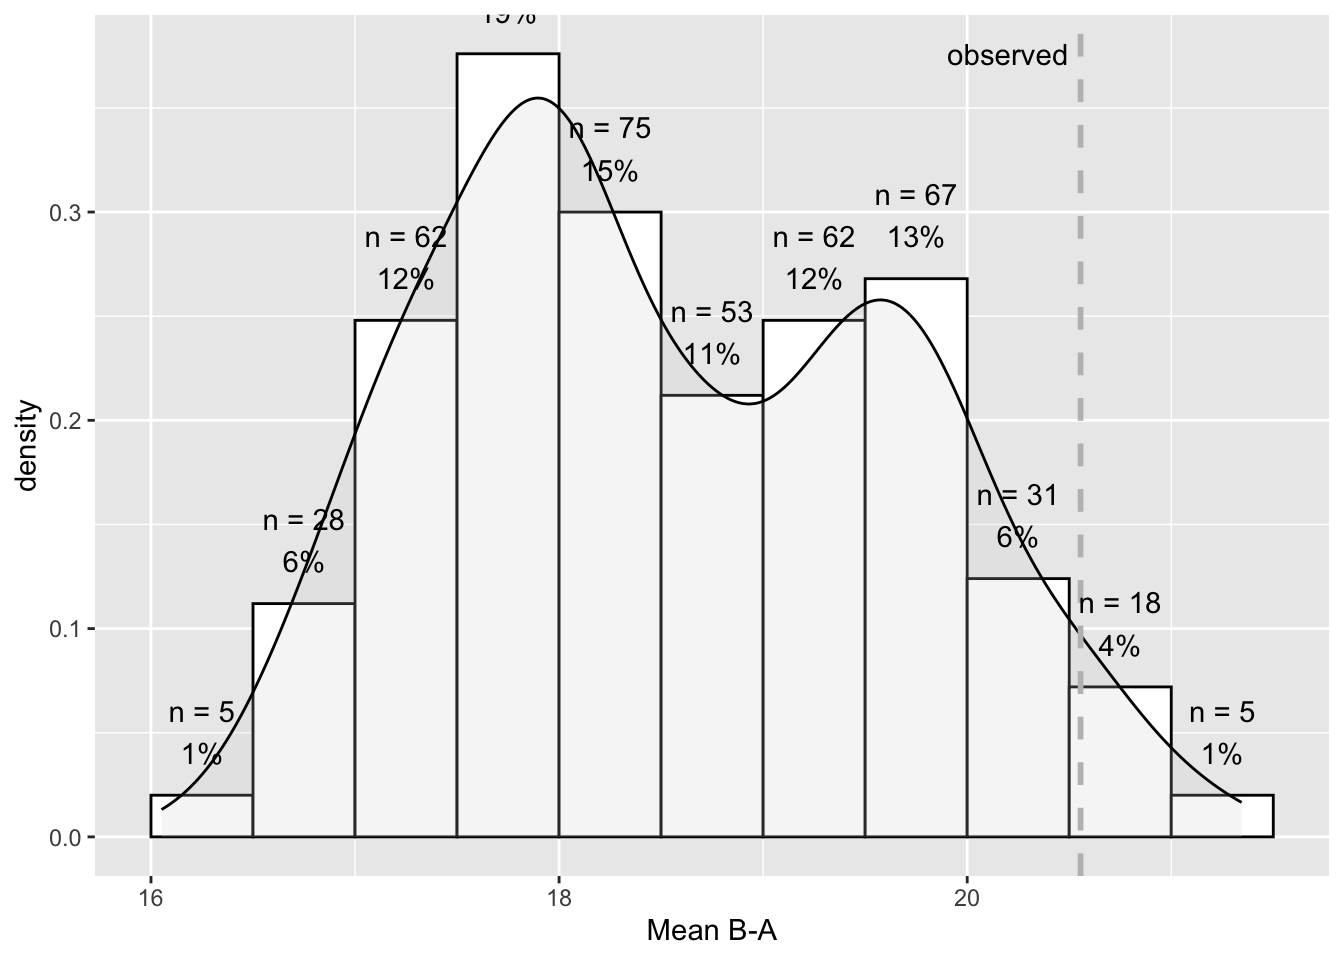 19%
observed
n = 75
15%
n = 67
13%
n = 62
12%
n = 62
12%
n = 53
11%
n = 31
6%
n = 28
6%
n = 18
4%
n = 5
1%
n = 5
1%
0.3
0.2
0.1
0.0
density
16
18
20
Mean B-A